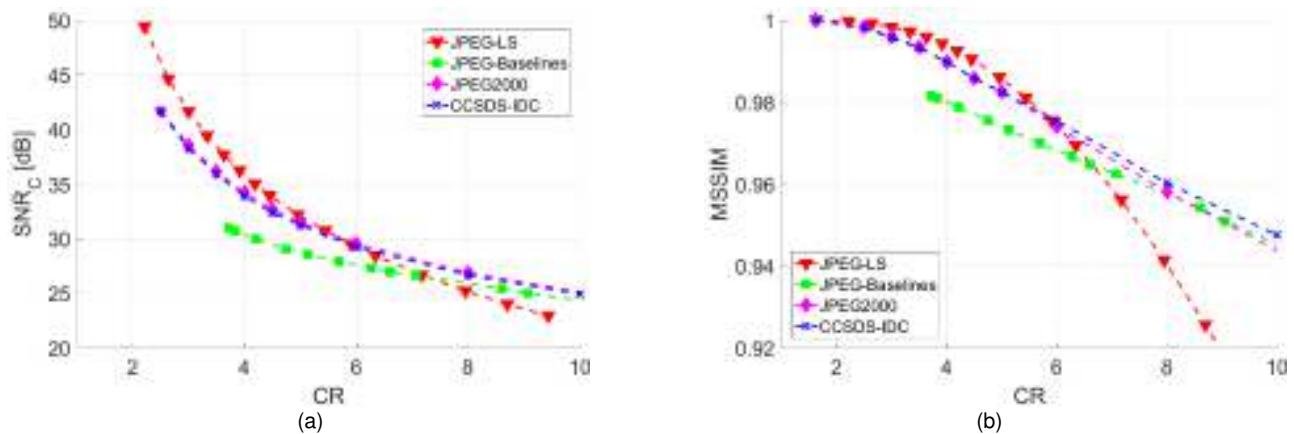 50
45
40
35
30
25
20
SNR_C [dB]
2
4
6
8
10
CR
JPEG-LS
JPEG-Baselines
JPEG2000
CCSDS-IDC
(a)
1
0.98
0.96
0.94
0.92
MSSIM
2
4
6
8
10
CR
JPEG-LS
JPEG-Baselines
JPEG2000
CCSDS-IDC
(b)